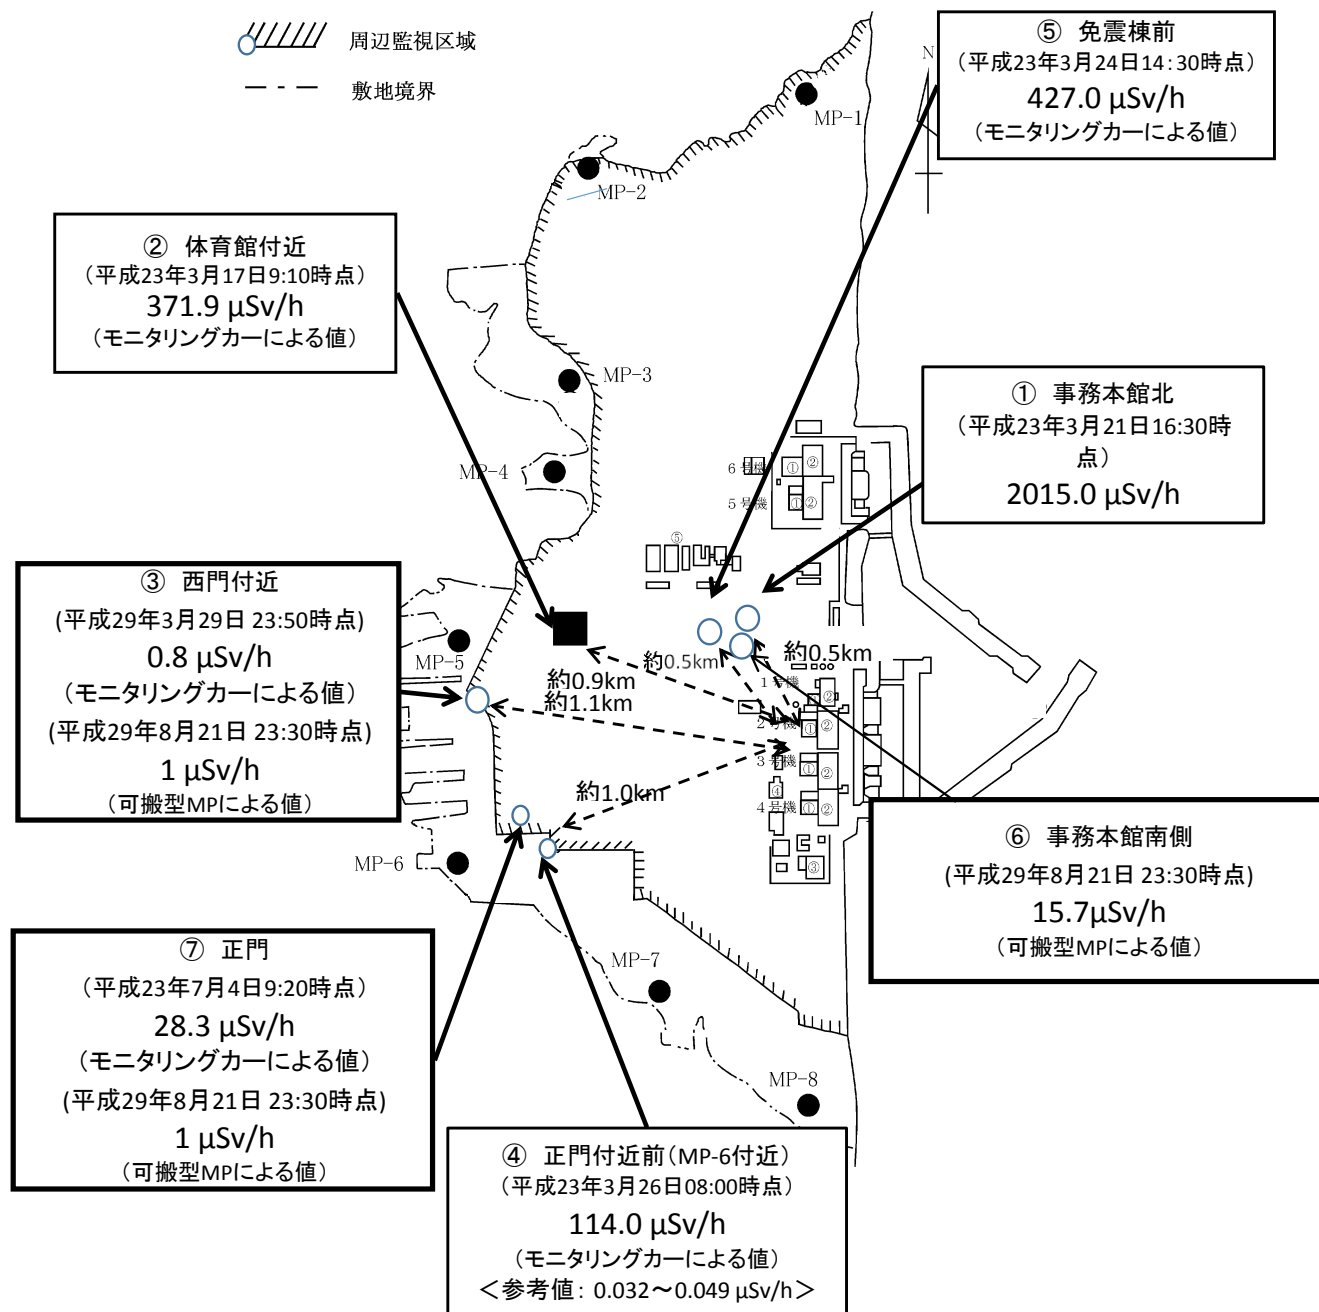 周辺監視区域
敷地境界
⑤ 免震棟前
（平成23年3月24日14:30時点）
427.0 μSv/h
（モニタリングカーによる値）
N
MP-1
MP-2
② 体育館付近
（平成23年3月17日9:10時点）
371.9 μSv/h
（モニタリングカーによる値）
MP-3
① 事務本館北
（平成23年3月21日16:30時
点）
2015.0 μSv/h
MP-4
6号機
① ②
5号機
① ②
⑤
③ 西門付近
(平成29年3月29日 23:50時点)
0.8 μSv/h
（モニタリングカーによる値）
(平成29年8月21日 23:30時点)
1 μSv/h
（可搬型MPによる値）
MP-5
約0.5km
約0.5km
約0.9km
約1.1km
1号機
②
2号機
① ②
3号機
① ②
④
4号機
① ②
③
約1.0km
MP-6
⑥ 事務本館南側
(平成29年8月21日 23:30時点)
15.7μSv/h
（可搬型MPによる値）
⑦ 正門
（平成23年7月4日9:20時点）
28.3 μSv/h
（モニタリングカーによる値）
(平成29年8月21日 23:30時点)
1 μSv/h
（可搬型MPによる値）
MP-7
MP-8
④ 正門付近前（MP-6付近）
（平成23年3月26日08:00時点）
114.0 μSv/h
（モニタリングカーによる値）
＜参考値: 0.032～0.049 μSv/h＞